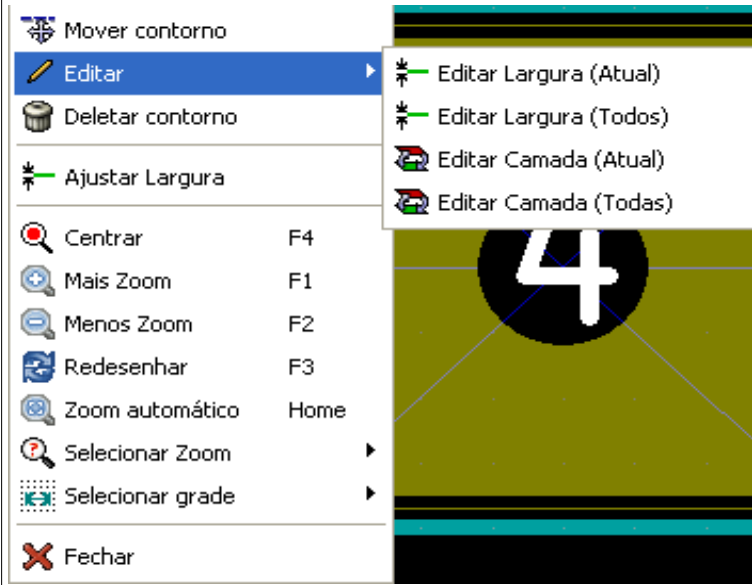 Mover contorno
Editar
Deletar contorno
Ajustar Largura
Centrar F4
Mais Zoom F1
Menos Zoom F2
Redesenhar F3
Zoom automático Home
Selecionar Zoom
Selecionar grade
Fechar
Editar Largura (Atual)
Editar Largura (Todos)
Editar Camada (Atual)
Editar Camada (Todas)
4